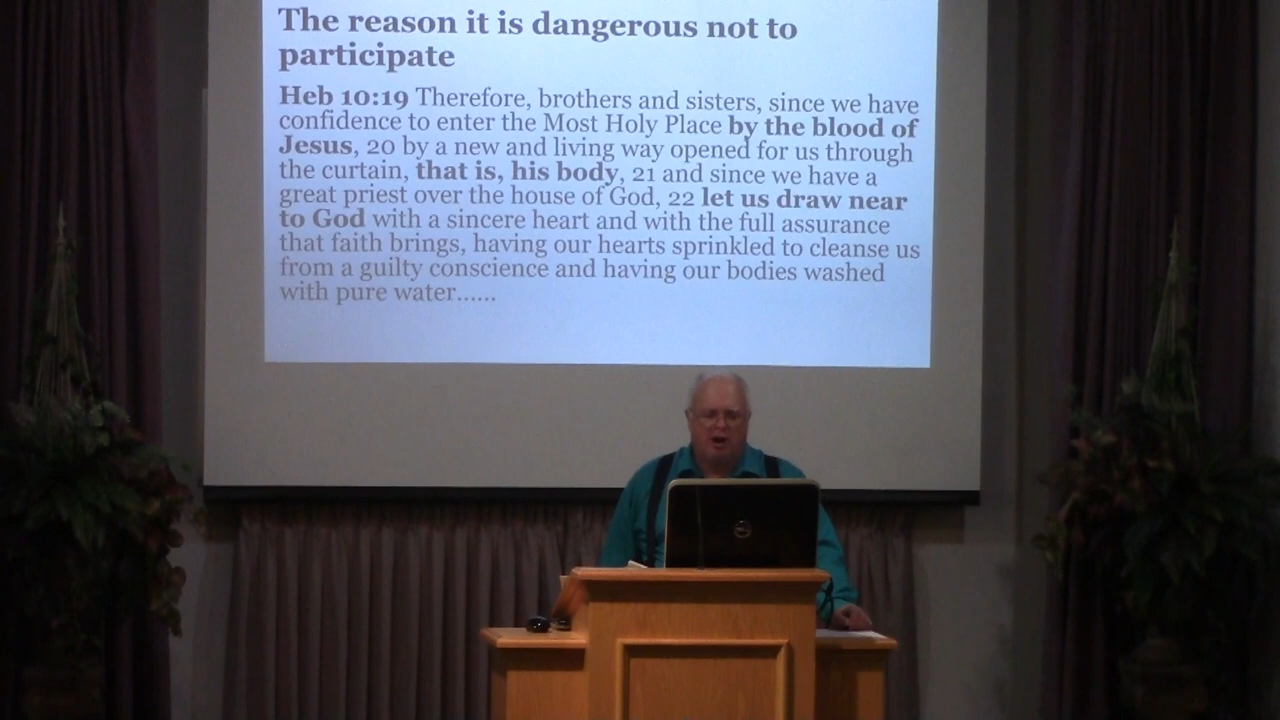 The reason it is dangerous not to
participate
Heb 10:19 Therefore, brothers and sisters, since we have
confidence to enter the Most Holy Place by the blood of
Jesus, 20 by a new and living way opened for us through
the curtain, that is, his body, 21 and since we have a
great priest over the house of God, 22 let us draw near
to God with a sincere heart and with the full assurance
that faith brings, having our hearts sprinkled to cleanse us
from a guilty conscience and having our bodies washed
with pure water......
DELL